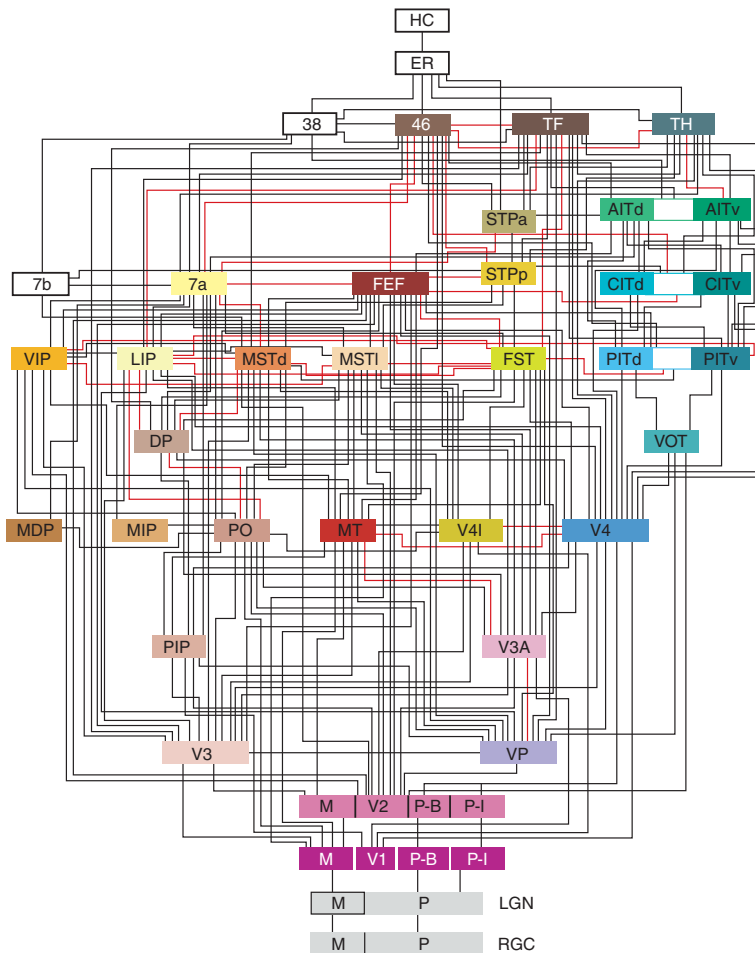 HC
ER
38 46 TF TH
STPa AITd AITv
7b 7a FEF STPp CITd CITv
VIP LIP MSTd MSTl FST PITd PITv
DP VOT
MDP MIP PO MT V4l V4
PIP V3A
V3 VP
M V2 P-B P-I
M V1 P-B P-I
M P LGN
M P RGC